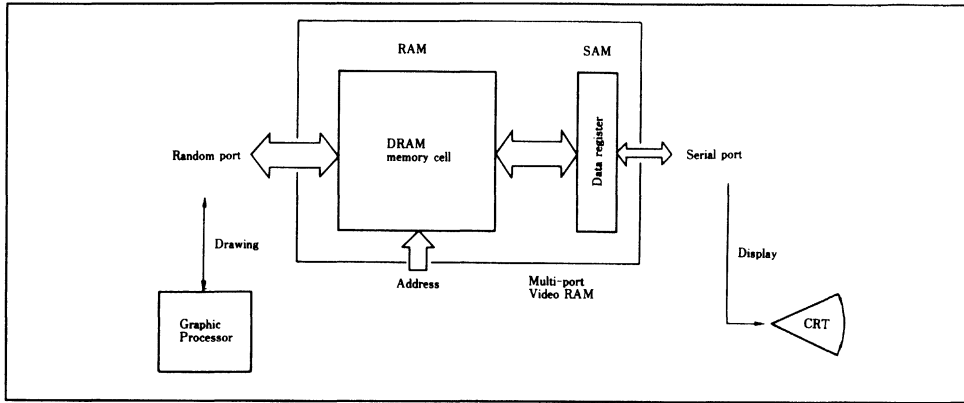 RAM
SAM
Random port
DRAM
memory cell
Data register
Serial port
Drawing
Address
Multi-port
Video RAM
Display
Graphic
Processor
CRT